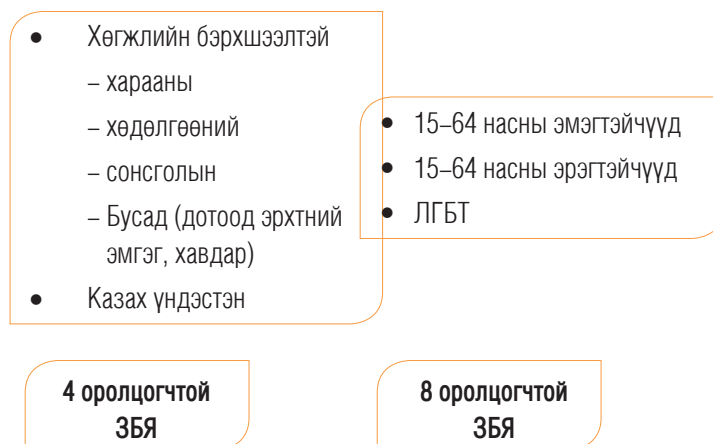 ● Хөгжлийн бэрхшээлтэй
– харааны
– хөдөлгөөний
– сонсголын
– Бусад (дотоод эрхтний
эмгэг, хавдар)
● Казах үндэстэн
● 15–64 насны эмэгтэйчүүд
● 15–64 насны эрэгтэйчүүд
● ЛГБТ
4 оролцогчтой
ЗБЯ
8 оролцогчтой
ЗБЯ